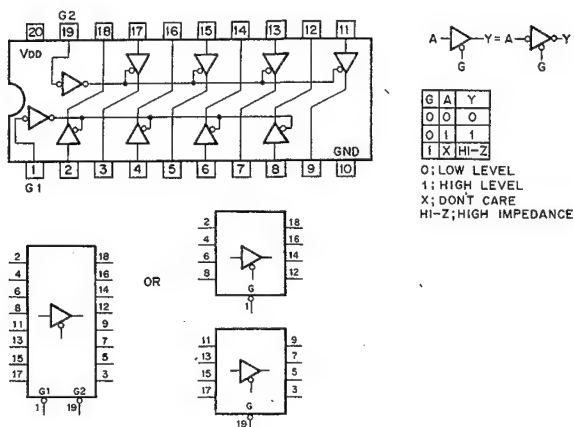 G2
20 19 18 17 16 15 14 13 12 11
VDD
GND
1 2 3 4 5 6 7 8 9 10
G1
A Y = A Y
G G
G A Y
0 0 0
0 1 1
1 X HI-Z
0; LOW LEVEL
1; HIGH LEVEL
X; DON'T CARE
HI-Z; HIGH IMPEDANCE
2 18
4 16
6 14
8 12
11 9
13 7
15 5
17 3
G1 G2
1 19
OR
2 18
4 16
6 14
8 12
G
1
11 9
13 7
15 5
17 3
G
19